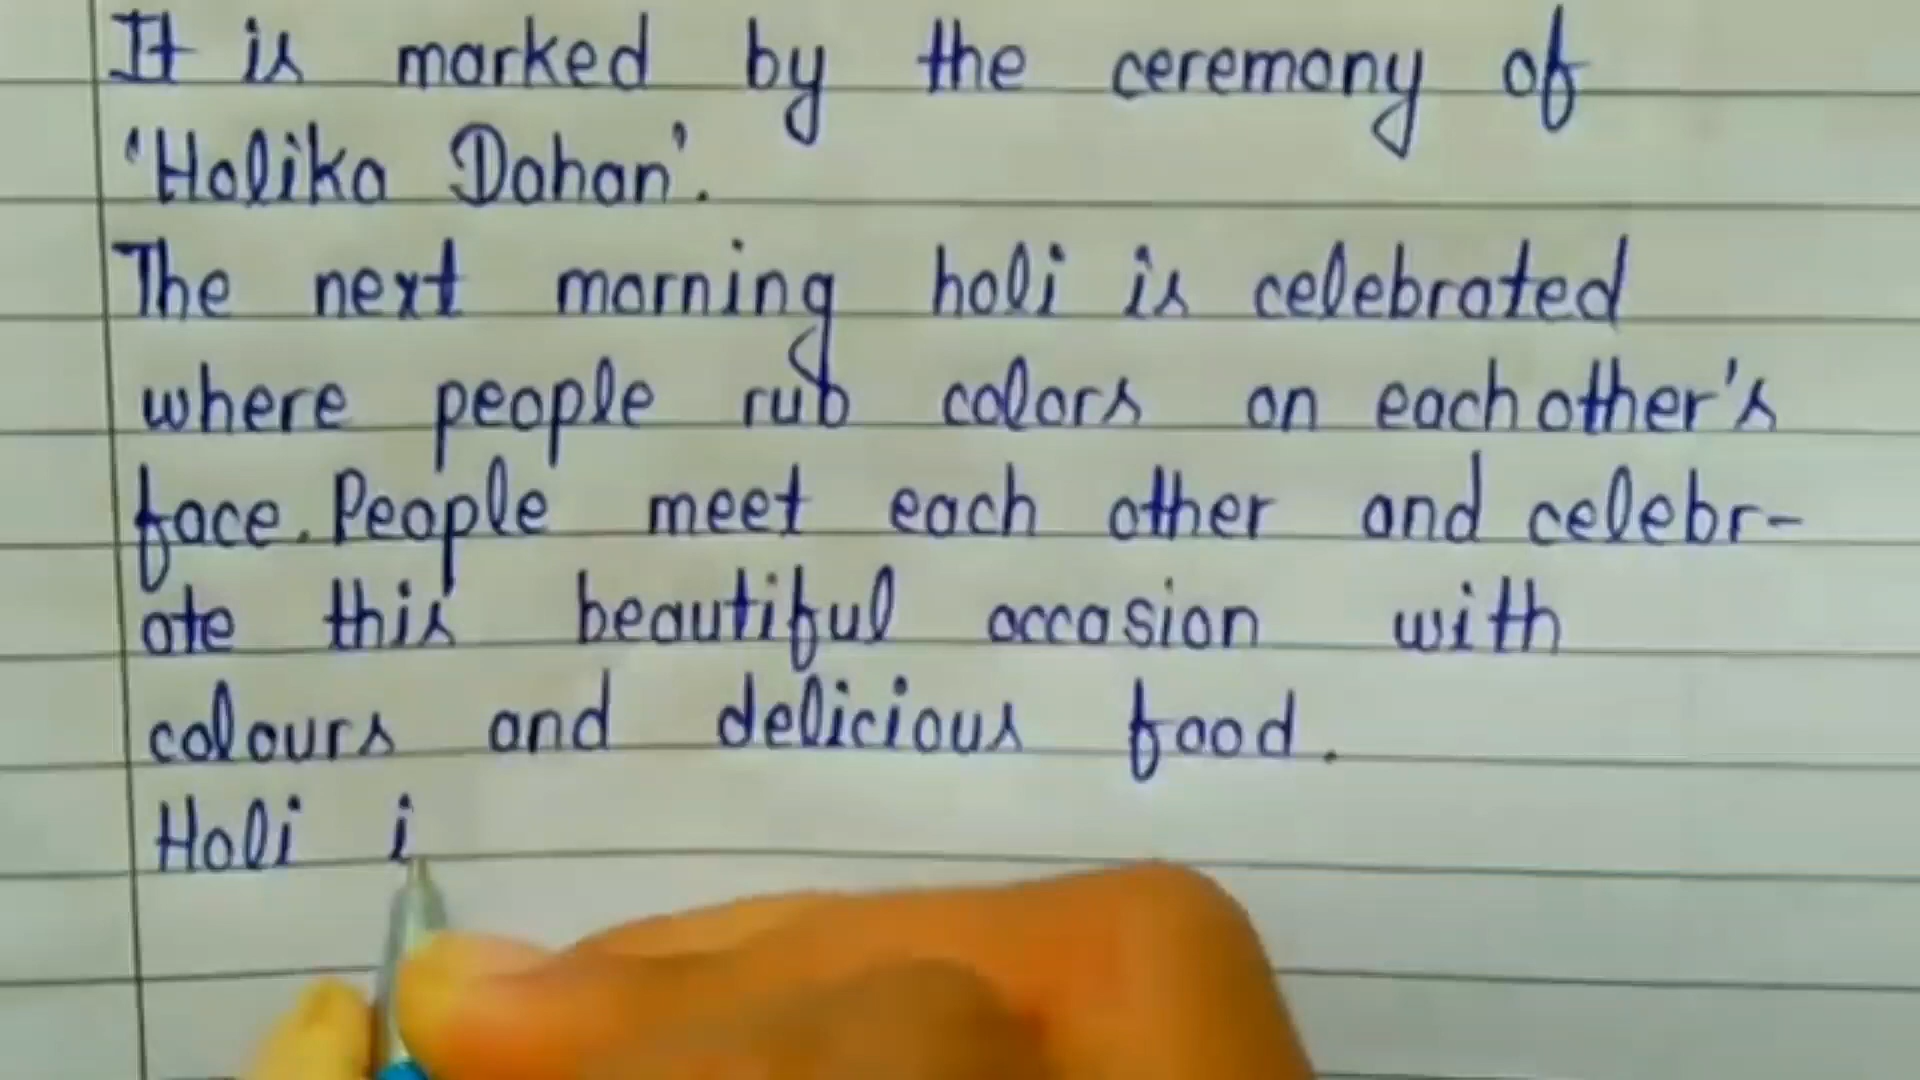 It is marked by the ceremony of
'Holika Dahan'.
The next morning holi is celebrated
where people rub colors on eachother's
face. People meet each other and celebr-
ate this beautiful occasion with
colours and delicious food.
Holi i